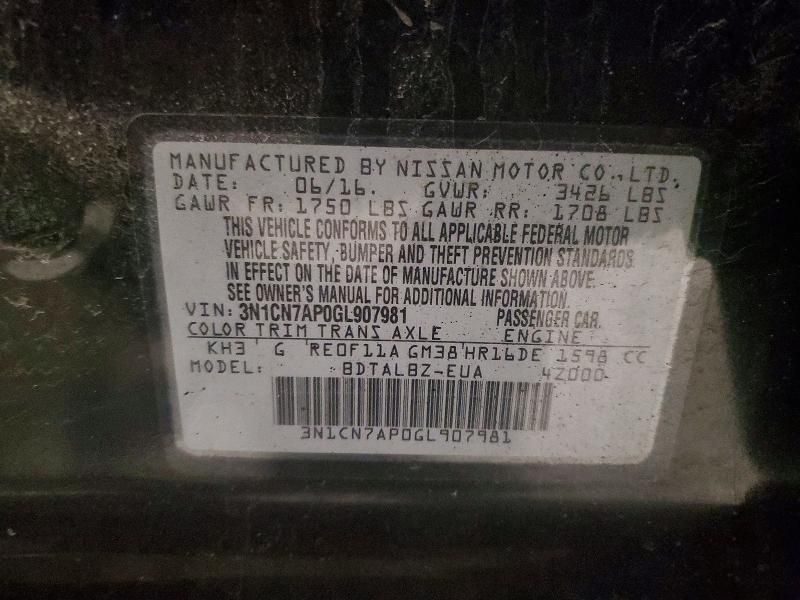 MANUFACTURED BY NISSAN MOTOR CO.,LTD.
DATE: 06/16. GVWR: 3426 LBS
GAWR FR: 1750 LBS GAWR RR: 1708 LBS
THIS VEHICLE CONFORMS TO ALL APPLICABLE FEDERAL MOTOR
VEHICLE SAFETY, BUMPER AND THEFT PREVENTION STANDARDS
IN EFFECT ON THE DATE OF MANUFACTURE SHOWN ABOVE.
SEE OWNER'S MANUAL FOR ADDITIONAL INFORMATION.
VIN: 3N1CN7AP0GL907981 PASSENGER CAR.
COLOR TRIM TRANS AXLE ENGINE
KH3 G RE0F11A GM38 HR16DE 1598 CC
MODEL: BDTALBZ-EUA 42000
3N1CN7AP0GL907981